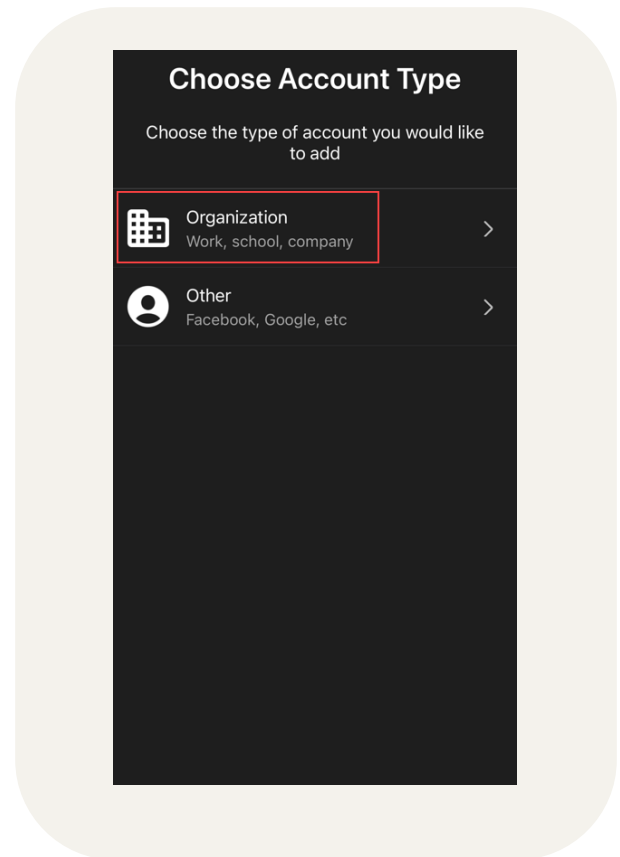 Choose Account Type
Choose the type of account you would like
to add
Organization
Work, school, company
Other
Facebook, Google, etc